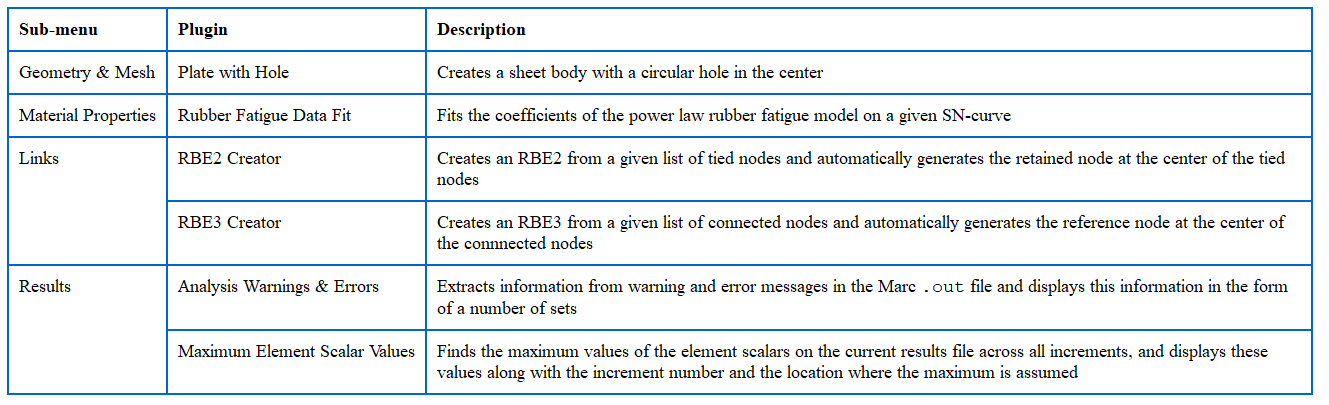 Sub-menu Plugin Description
Geometry & Mesh Plate with Hole Creates a sheet body with a circular hole in the center
Material Properties Rubber Fatigue Data Fit Fits the coefficients of the power law rubber fatigue model on a given SN-curve
Links RBE2 Creator Creates an RBE2 from a given list of tied nodes and automatically generates the retained node at the center of the tied
nodes
RBE3 Creator Creates an RBE3 from a given list of connected nodes and automatically generates the reference node at the center of
the connnected nodes
Results Analysis Warnings & Errors Extracts information from warning and error messages in the Marc .out file and displays this information in the form
of a number of sets
Maximum Element Scalar Values Finds the maximum values of the element scalars on the current results file across all increments, and displays these
values along with the increment number and the location where the maximum is assumed